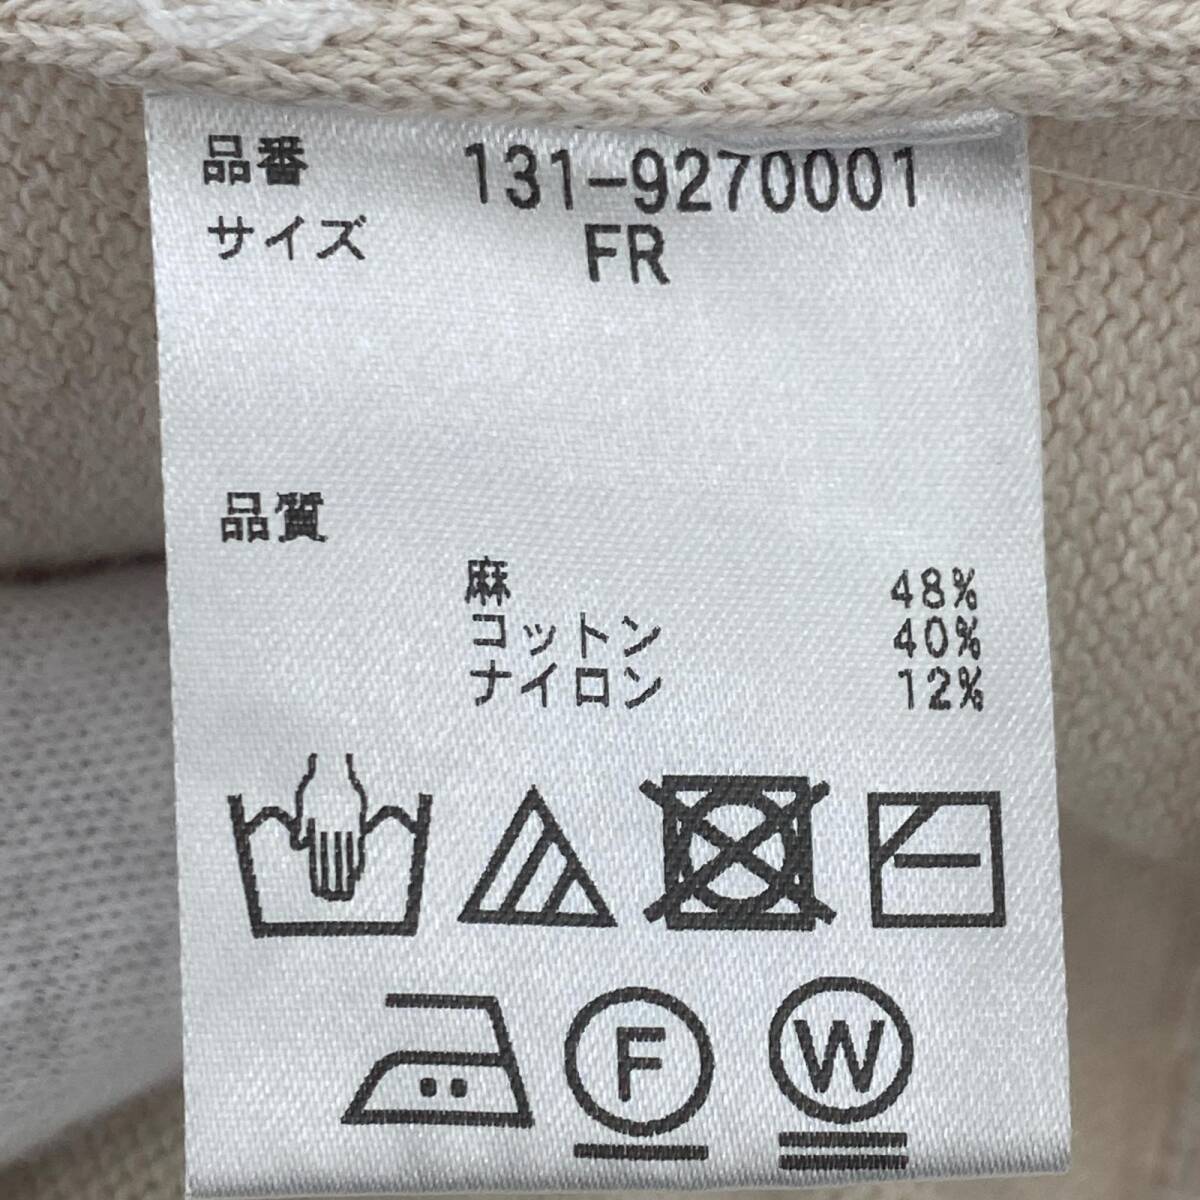 品番 131-9270001
サイズ FR
品質
麻 48%
コットン 40%
ナイロン 12%
F W